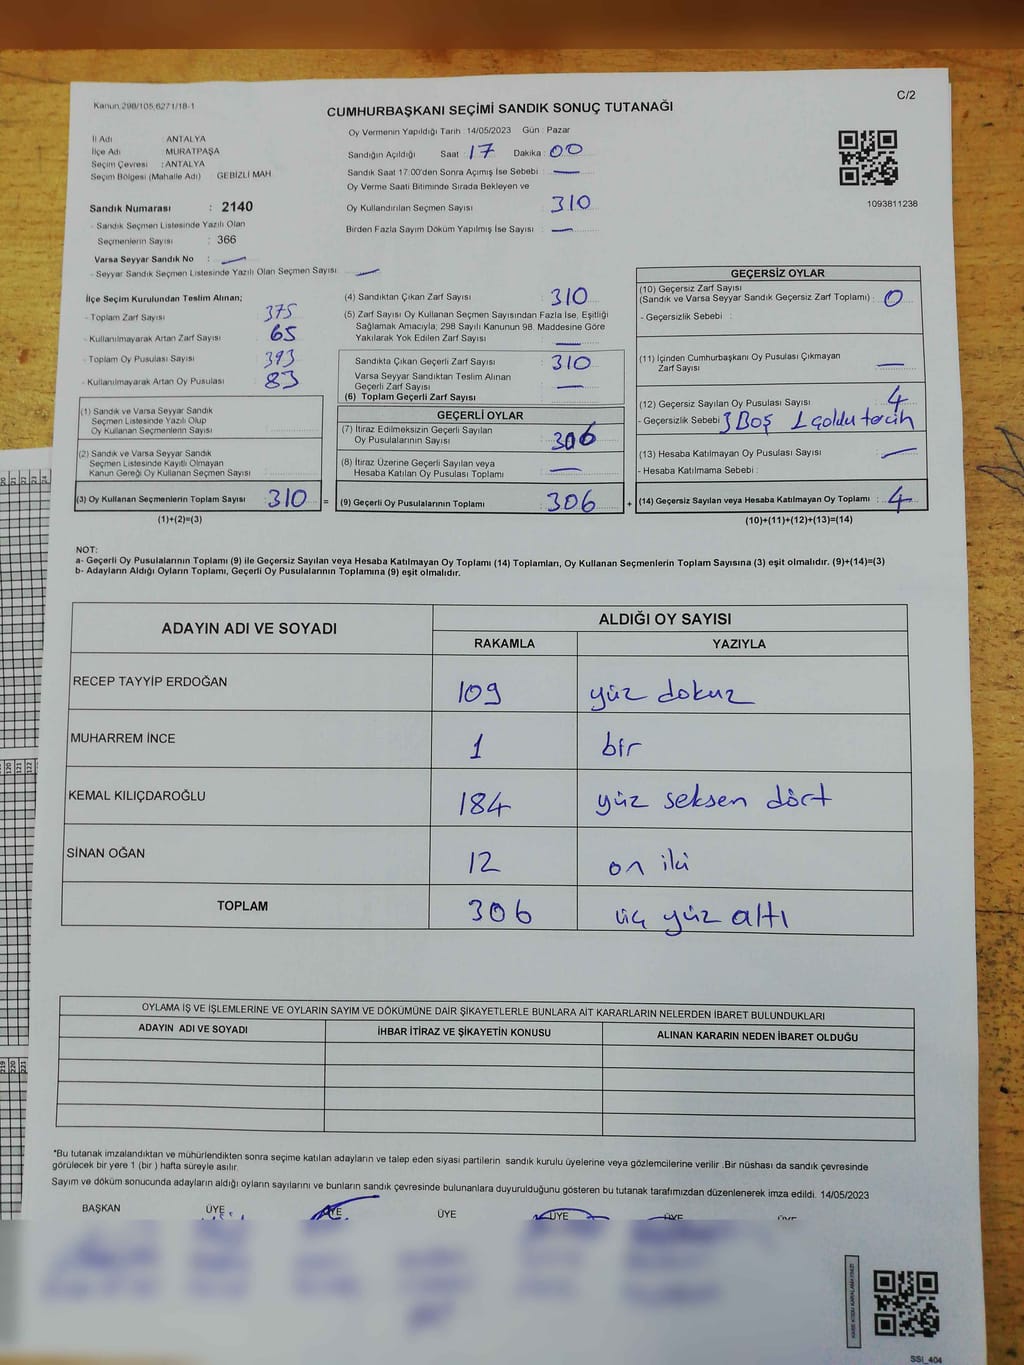 Kanun.298/105,6271/18-1
C/2
CUMHURBAŞKANI SEÇİMİ SANDIK SONUÇ TUTANAĞI
İl Adı : ANTALYA
İlçe Adı : MURATPAŞA
Seçim Çevresi : ANTALYA
Seçim Bölgesi (Mahalle Adı) GEBİZLİ MAH
Sandık Numarası : 2140
- Sandık Seçmen Listesinde Yazılı Olan
Seçmenlerin Sayısı : 366
Varsa Seyyar Sandık No : —
- Seyyar Sandık Seçmen Listesinde Yazılı Olan Seçmen Sayısı —
Oy Vermenin Yapıldığı Tarih : 14/05/2023 Gün : Pazar
Sandığın Açıldığı Saat : 17 Dakika : 00
Sandık Saat 17.00'den Sonra Açımış İse Sebebi : —
Oy Verme Saati Bitiminde Sırada Bekleyen ve
Oy Kullandırılan Seçmen Sayısı : 310
Birden Fazla Sayım Döküm Yapılmış İse Sayısı : —
1093811238
İlçe Seçim Kurulundan Teslim Alınan;
- Toplam Zarf Sayısı : 375
- Kullanılmayarak Artan Zarf Sayısı : 65
- Toplam Oy Pusulası Sayısı : 393
- Kullanılmayarak Artan Oy Pusulası : 83
(1) Sandık ve Varsa Seyyar Sandık
Seçmen Listesinde Yazılı Olup
Oy Kullanan Seçmenlerin Sayısı :
(2) Sandık ve Varsa Seyyar Sandık
Seçmen Listesinde Kayıtlı Olmayan
Kanun Gereği Oy Kullanan Seçmen Sayısı :
(3) Oy Kullanan Seçmenlerin Toplam Sayısı : 310 =
(1)+(2)=(3)
(4) Sandıktan Çıkan Zarf Sayısı : 310
(5) Zarf Sayısı Oy Kullanan Seçmen Sayısından Fazla İse, Eşitliği
Sağlamak Amacıyla; 298 Sayılı Kanunun 98. Maddesine Göre
Yakılarak Yok Edilen Zarf Sayısı : —
Sandıkta Çıkan Geçerli Zarf Sayısı : 310
Varsa Seyyar Sandıktan Teslim Alınan
Geçerli Zarf Sayısı : —
(6) Toplam Geçerli Zarf Sayısı :
GEÇERLİ OYLAR
(7) İtiraz Edilmeksizin Geçerli Sayılan
Oy Pusulalarının Sayısı : 306
(8) İtiraz Üzerine Geçerli Sayılan veya
Hesaba Katılan Oy Pusulası Toplamı : —
(9) Geçerli Oy Pusulalarının Toplamı : 306 +
GEÇERSİZ OYLAR
(10) Geçersiz Zarf Sayısı
(Sandık ve Varsa Seyyar Sandık Geçersiz Zarf Toplamı) : 0
- Geçersizlik Sebebi :
(11) İçinden Cumhurbaşkanı Oy Pusulası Çıkmayan
Zarf Sayısı : —
(12) Geçersiz Sayılan Oy Pusulası Sayısı : 4
- Geçersizlik Sebebi : 3 Boş 1 çoldu tercih
(13) Hesaba Katılmayan Oy Pusulası Sayısı : —
- Hesaba Katılmama Sebebi :
(14) Geçersiz Sayılan veya Hesaba Katılmayan Oy Toplamı : 4
(10)+(11)+(12)+(13)=(14)
NOT:
a- Geçerli Oy Pusulalarının Toplamı (9) ile Geçersiz Sayılan veya Hesaba Katılmayan Oy Toplamı (14) Toplamları, Oy Kullanan Seçmenlerin Toplam Sayısına (3) eşit olmalıdır. (9)+(14)=(3)
b- Adayların Aldığı Oyların Toplamı, Geçerli Oy Pusulalarının Toplamına (9) eşit olmalıdır.
ADAYIN ADI VE SOYADI
ALDIĞI OY SAYISI
RAKAMLA YAZIYLA
RECEP TAYYİP ERDOĞAN 109 yüz dokuz
MUHARREM İNCE 1 bir
KEMAL KILIÇDAROĞLU 184 yüz seksen dört
SİNAN OĞAN 12 on iki
TOPLAM 306 üç yüz altı
OYLAMA İŞ VE İŞLEMLERİNE VE OYLARIN SAYIM VE DÖKÜMÜNE DAİR ŞİKAYETLERLE BUNLARA AİT KARARLARIN NELERDEN İBARET BULUNDUKLARI
ADAYIN ADI VE SOYADI İHBAR İTİRAZ VE ŞİKAYETİN KONUSU ALINAN KARARIN NEDEN İBARET OLDUĞU
*Bu tutanak imzalandıktan ve mühürlendikten sonra seçime katılan adayların ve talep eden siyasi partilerin sandık kurulu üyelerine veya gözlemcilerine verilir .Bir nüshası da sandık çevresinde
görülecek bir yere 1 (bir ) hafta süreyle asılır.
Sayım ve döküm sonucunda adayların aldığı oyların sayılarını ve bunların sandık çevresinde bulunanlara duyurulduğunu gösteren bu tutanak tarafımızdan düzenlenerek imza edildi. 14/05/2023
BAŞKAN ÜYE ÜYE ÜYE ÜYE ÜYE ÜYE
SSI_404